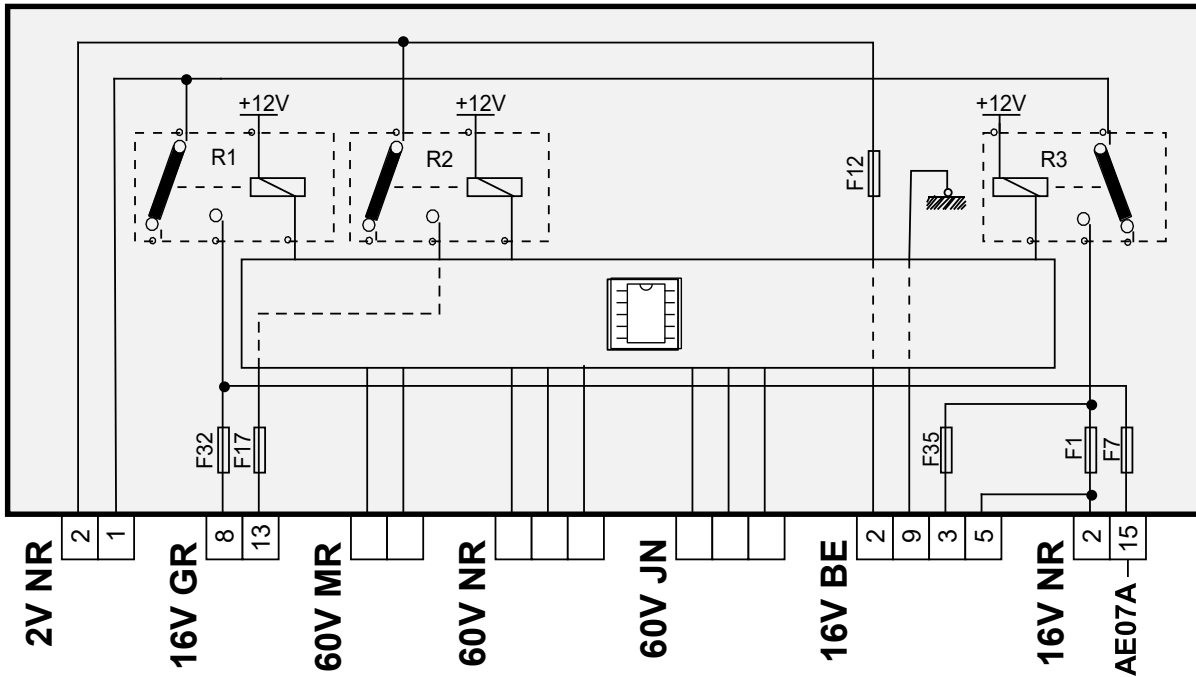 +12V
+12V
+12V
R1
R2
R3
F12
F32
F17
F35
F1
F7
2
1
8
13
2
9
3
5
2
15
2V NR
16V GR
60V MR
60V NR
60V JN
16V BE
16V NR
AE07A